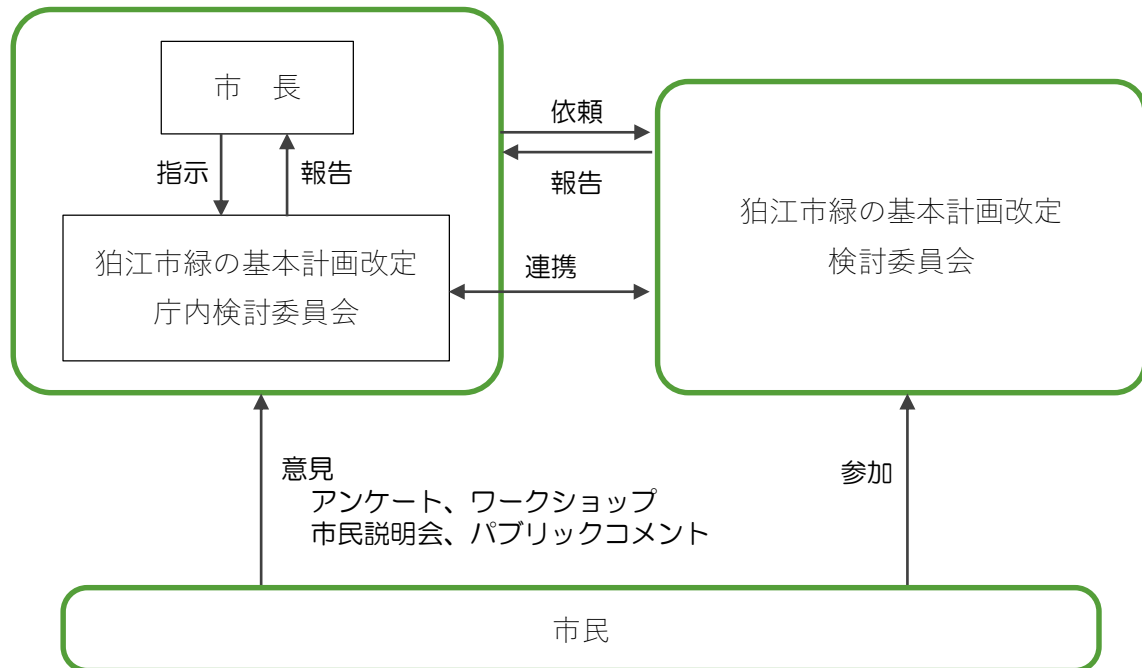 市　長
指示
報告
狛江市緑の基本計画改定
庁内検討委員会
依頼
報告
連携
狛江市緑の基本計画改定
検討委員会
意見
アンケート、ワークショップ
市民説明会、パブリックコメント
参加
市民